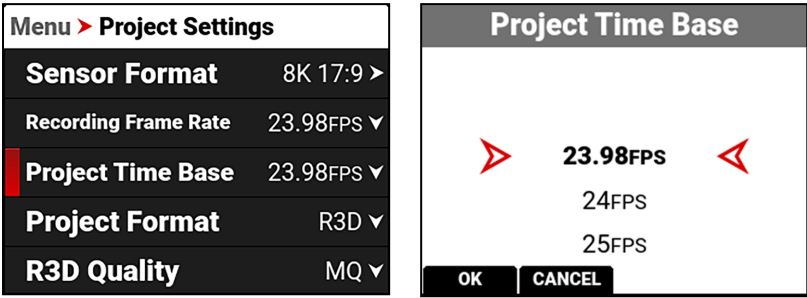 Menu Project Settings
Sensor Format 8K 17:9
Recording Frame Rate 23.98FPS
Project Time Base 23.98FPS
Project Format R3D
R3D Quality MQ
Project Time Base
23.98FPS
24FPS
25FPS
OK CANCEL